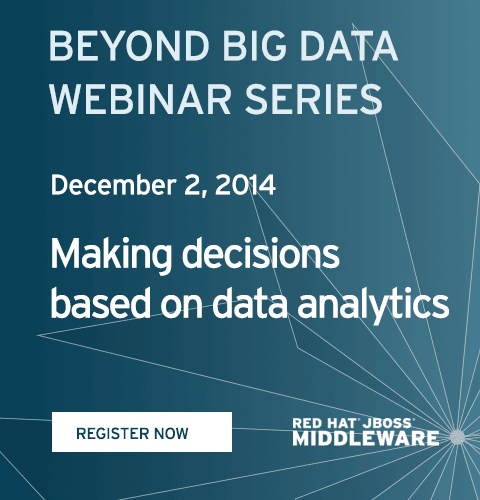 BEYOND BIG DATA
WEBINAR SERIES
December 2, 2014
Making decisions
based on data analytics
REGISTER NOW
RED HAT® JBOSS®
MIDDLEWARE